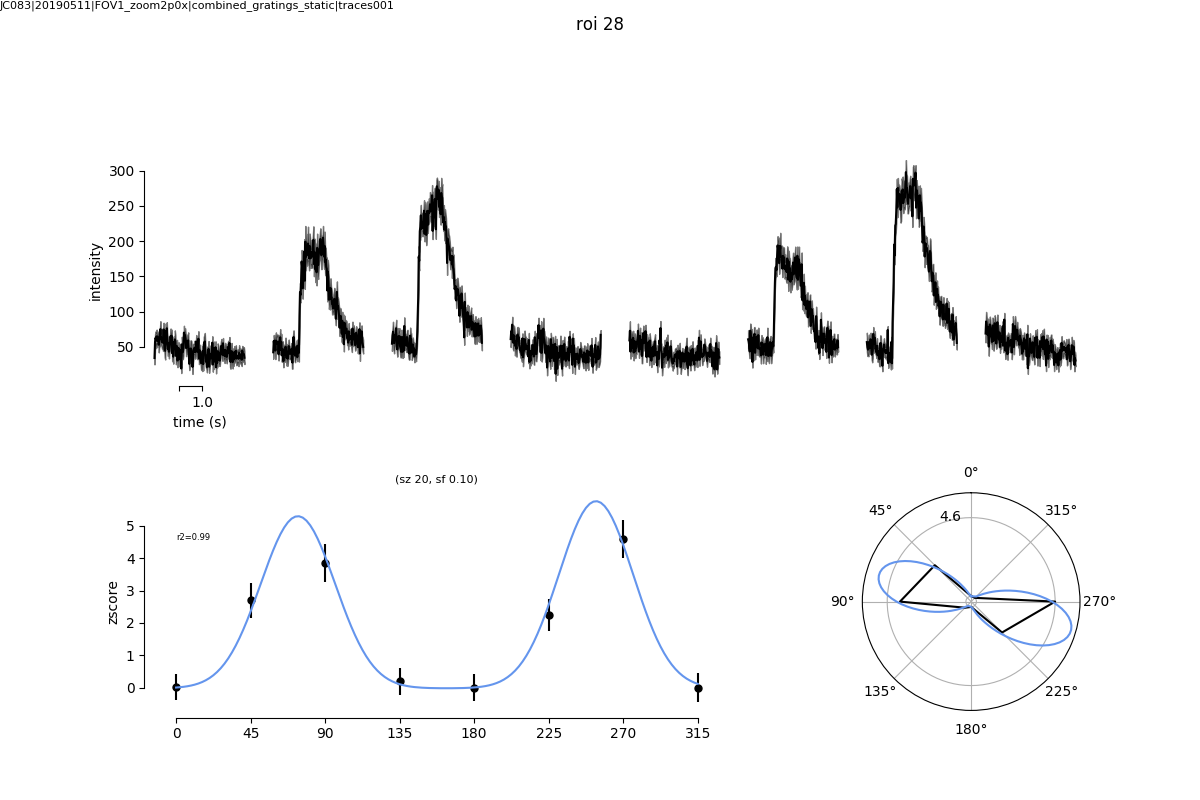 JC083|20190511|FOV1_zoom2p0x|combined_gratings_static|traces001
roi 28
300
250
200
150
100
50
intensity
1.0
time (s)
(sz 20, sf 0.10)
r2=0.99
5
4
3
2
1
0
zscore
0 45 90 135 180 225 270 315
0°
45° 315°
4.6
90° 270°
135° 225°
180°